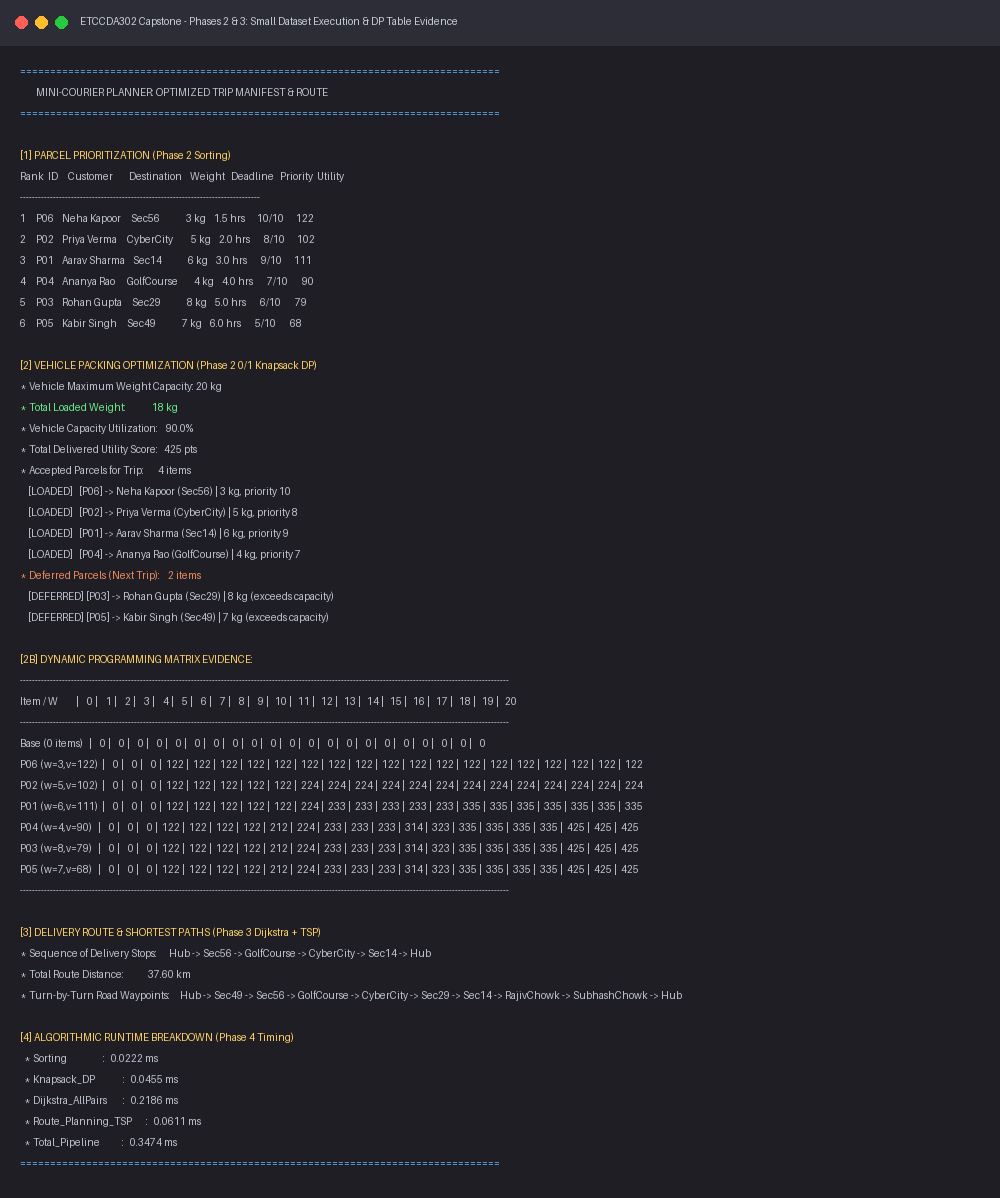 ETCCDA302 Capstone - Phases 2 & 3: Small Dataset Execution & DP Table Evidence
================================================================================
MINI-COURIER PLANNER: OPTIMIZED TRIP MANIFEST & ROUTE
================================================================================
[1] PARCEL PRIORITIZATION (Phase 2 Sorting)
Rank ID Customer Destination Weight Deadline Priority Utility
--------------------------------------------------------------------------------
1 P06 Neha Kapoor Sec56 3 kg 1.5 hrs 10/10 122
2 P02 Priya Verma CyberCity 5 kg 2.0 hrs 8/10 102
3 P01 Aarav Sharma Sec14 6 kg 3.0 hrs 9/10 111
4 P04 Ananya Rao GolfCourse 4 kg 4.0 hrs 7/10 90
5 P03 Rohan Gupta Sec29 8 kg 5.0 hrs 6/10 79
6 P05 Kabir Singh Sec49 7 kg 6.0 hrs 5/10 68
[2] VEHICLE PACKING OPTIMIZATION (Phase 2 0/1 Knapsack DP)
* Vehicle Maximum Weight Capacity: 20 kg
* Total Loaded Weight: 18 kg
* Vehicle Capacity Utilization: 90.0%
* Total Delivered Utility Score: 425 pts
* Accepted Parcels for Trip: 4 items
[LOADED] [P06] -> Neha Kapoor (Sec56) | 3 kg, priority 10
[LOADED] [P02] -> Priya Verma (CyberCity) | 5 kg, priority 8
[LOADED] [P01] -> Aarav Sharma (Sec14) | 6 kg, priority 9
[LOADED] [P04] -> Ananya Rao (GolfCourse) | 4 kg, priority 7
* Deferred Parcels (Next Trip): 2 items
[DEFERRED] [P03] -> Rohan Gupta (Sec29) | 8 kg (exceeds capacity)
[DEFERRED] [P05] -> Kabir Singh (Sec49) | 7 kg (exceeds capacity)
[2B] DYNAMIC PROGRAMMING MATRIX EVIDENCE:
--------------------------------------------------------------------------------
Item / W | 0 | 1 | 2 | 3 | 4 | 5 | 6 | 7 | 8 | 9 | 10 | 11 | 12 | 13 | 14 | 15 | 16 | 17 | 18 | 19 | 20
--------------------------------------------------------------------------------
Base (0 items) | 0 | 0 | 0 | 0 | 0 | 0 | 0 | 0 | 0 | 0 | 0 | 0 | 0 | 0 | 0 | 0 | 0 | 0 | 0 | 0 | 0
P06 (w=3,v=122) | 0 | 0 | 0 | 122 | 122 | 122 | 122 | 122 | 122 | 122 | 122 | 122 | 122 | 122 | 122 | 122 | 122 | 122 | 122 | 122 | 122
P02 (w=5,v=102) | 0 | 0 | 0 | 122 | 122 | 122 | 122 | 122 | 224 | 224 | 224 | 224 | 224 | 224 | 224 | 224 | 224 | 224 | 224 | 224 | 224
P01 (w=6,v=111) | 0 | 0 | 0 | 122 | 122 | 122 | 122 | 122 | 224 | 233 | 233 | 233 | 233 | 233 | 335 | 335 | 335 | 335 | 335 | 335 | 335
P04 (w=4,v=90) | 0 | 0 | 0 | 122 | 122 | 122 | 122 | 212 | 224 | 233 | 233 | 233 | 314 | 323 | 335 | 335 | 335 | 335 | 425 | 425 | 425
P03 (w=8,v=79) | 0 | 0 | 0 | 122 | 122 | 122 | 122 | 212 | 224 | 233 | 233 | 233 | 314 | 323 | 335 | 335 | 335 | 335 | 425 | 425 | 425
P05 (w=7,v=68) | 0 | 0 | 0 | 122 | 122 | 122 | 122 | 212 | 224 | 233 | 233 | 233 | 314 | 323 | 335 | 335 | 335 | 335 | 425 | 425 | 425
--------------------------------------------------------------------------------
[3] DELIVERY ROUTE & SHORTEST PATHS (Phase 3 Dijkstra + TSP)
* Sequence of Delivery Stops: Hub -> Sec56 -> GolfCourse -> CyberCity -> Sec14 -> Hub
* Total Route Distance: 37.60 km
* Turn-by-Turn Road Waypoints: Hub -> Sec49 -> Sec56 -> GolfCourse -> CyberCity -> Sec29 -> Sec14 -> RajivChowk -> SubhashChowk -> Hub
[4] ALGORITHMIC RUNTIME BREAKDOWN (Phase 4 Timing)
* Sorting : 0.0222 ms
* Knapsack_DP : 0.0455 ms
* Dijkstra_AllPairs : 0.2186 ms
* Route_Planning_TSP : 0.0611 ms
* Total_Pipeline : 0.3474 ms
================================================================================